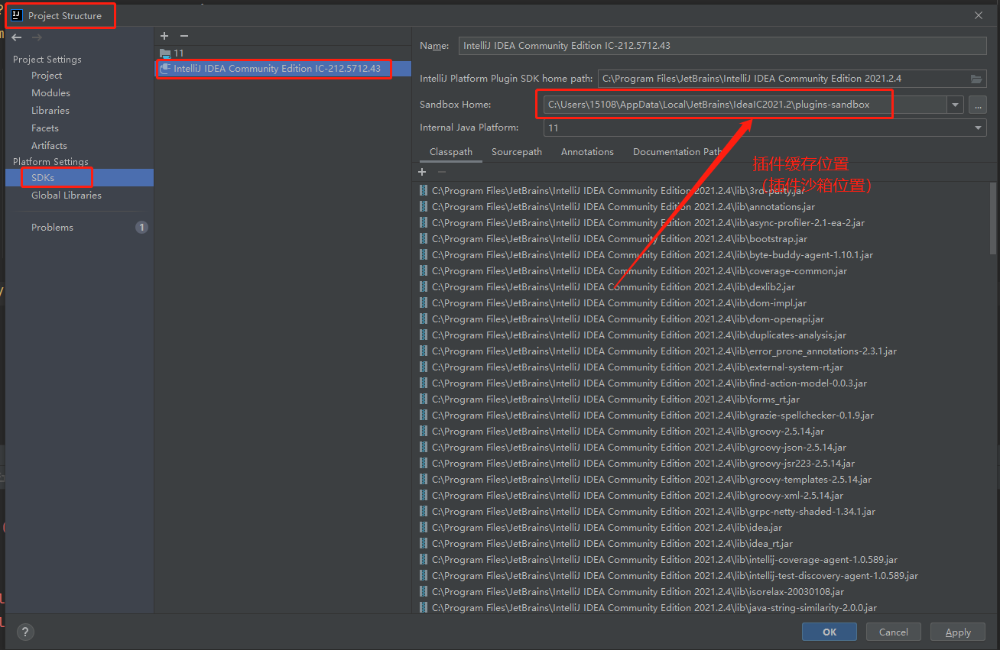 Project Structure
Project Settings
Project
Modules
Libraries
Facets
Artifacts
Platform Settings
SDKs
Global Libraries
Problems
1
11
IntelliJ IDEA Community Edition IC-212.5712.43
Name: IntelliJ IDEA Community Edition IC-212.5712.43
IntelliJ Platform Plugin SDK home path: C:\Program Files\JetBrains\IntelliJ IDEA Community Edition 2021.2.4
Sandbox Home: C:\Users\15108\AppData\Local\JetBrains\IdeaIC2021.2\plugins-sandbox
...
Internal Java Platform: 11
Classpath Sourcepath Annotations Documentation Path
插件缓存位置
（插件沙箱位置）
C:\Program Files\JetBrains\IntelliJ IDEA Community Edition 2021.2.4\lib\3rd-party.jar
C:\Program Files\JetBrains\IntelliJ IDEA Community Edition 2021.2.4\lib\annotations.jar
C:\Program Files\JetBrains\IntelliJ IDEA Community Edition 2021.2.4\lib\async-profiler-2.1-ea-2.jar
C:\Program Files\JetBrains\IntelliJ IDEA Community Edition 2021.2.4\lib\bootstrap.jar
C:\Program Files\JetBrains\IntelliJ IDEA Community Edition 2021.2.4\lib\byte-buddy-agent-1.10.1.jar
C:\Program Files\JetBrains\IntelliJ IDEA Community Edition 2021.2.4\lib\coverage-common.jar
C:\Program Files\JetBrains\IntelliJ IDEA Community Edition 2021.2.4\lib\dexlib2.jar
C:\Program Files\JetBrains\IntelliJ IDEA Community Edition 2021.2.4\lib\dom-impl.jar
C:\Program Files\JetBrains\IntelliJ IDEA Community Edition 2021.2.4\lib\dom-openapi.jar
C:\Program Files\JetBrains\IntelliJ IDEA Community Edition 2021.2.4\lib\duplicates-analysis.jar
C:\Program Files\JetBrains\IntelliJ IDEA Community Edition 2021.2.4\lib\error_prone_annotations-2.3.1.jar
C:\Program Files\JetBrains\IntelliJ IDEA Community Edition 2021.2.4\lib\external-system-rt.jar
C:\Program Files\JetBrains\IntelliJ IDEA Community Edition 2021.2.4\lib\find-action-model-0.0.3.jar
C:\Program Files\JetBrains\IntelliJ IDEA Community Edition 2021.2.4\lib\forms_rt.jar
C:\Program Files\JetBrains\IntelliJ IDEA Community Edition 2021.2.4\lib\grazie-spellchecker-0.1.9.jar
C:\Program Files\JetBrains\IntelliJ IDEA Community Edition 2021.2.4\lib\groovy-2.5.14.jar
C:\Program Files\JetBrains\IntelliJ IDEA Community Edition 2021.2.4\lib\groovy-json-2.5.14.jar
C:\Program Files\JetBrains\IntelliJ IDEA Community Edition 2021.2.4\lib\groovy-jsr223-2.5.14.jar
C:\Program Files\JetBrains\IntelliJ IDEA Community Edition 2021.2.4\lib\groovy-templates-2.5.14.jar
C:\Program Files\JetBrains\IntelliJ IDEA Community Edition 2021.2.4\lib\groovy-xml-2.5.14.jar
C:\Program Files\JetBrains\IntelliJ IDEA Community Edition 2021.2.4\lib\grpc-netty-shaded-1.34.1.jar
C:\Program Files\JetBrains\IntelliJ IDEA Community Edition 2021.2.4\lib\idea.jar
C:\Program Files\JetBrains\IntelliJ IDEA Community Edition 2021.2.4\lib\idea_rt.jar
C:\Program Files\JetBrains\IntelliJ IDEA Community Edition 2021.2.4\lib\intellij-coverage-agent-1.0.589.jar
C:\Program Files\JetBrains\IntelliJ IDEA Community Edition 2021.2.4\lib\intellij-test-discovery-agent-1.0.589.jar
C:\Program Files\JetBrains\IntelliJ IDEA Community Edition 2021.2.4\lib\isorelax-20030108.jar
C:\Program Files\JetBrains\IntelliJ IDEA Community Edition 2021.2.4\lib\java-string-similarity-2.0.0.jar
?
OK Cancel Apply